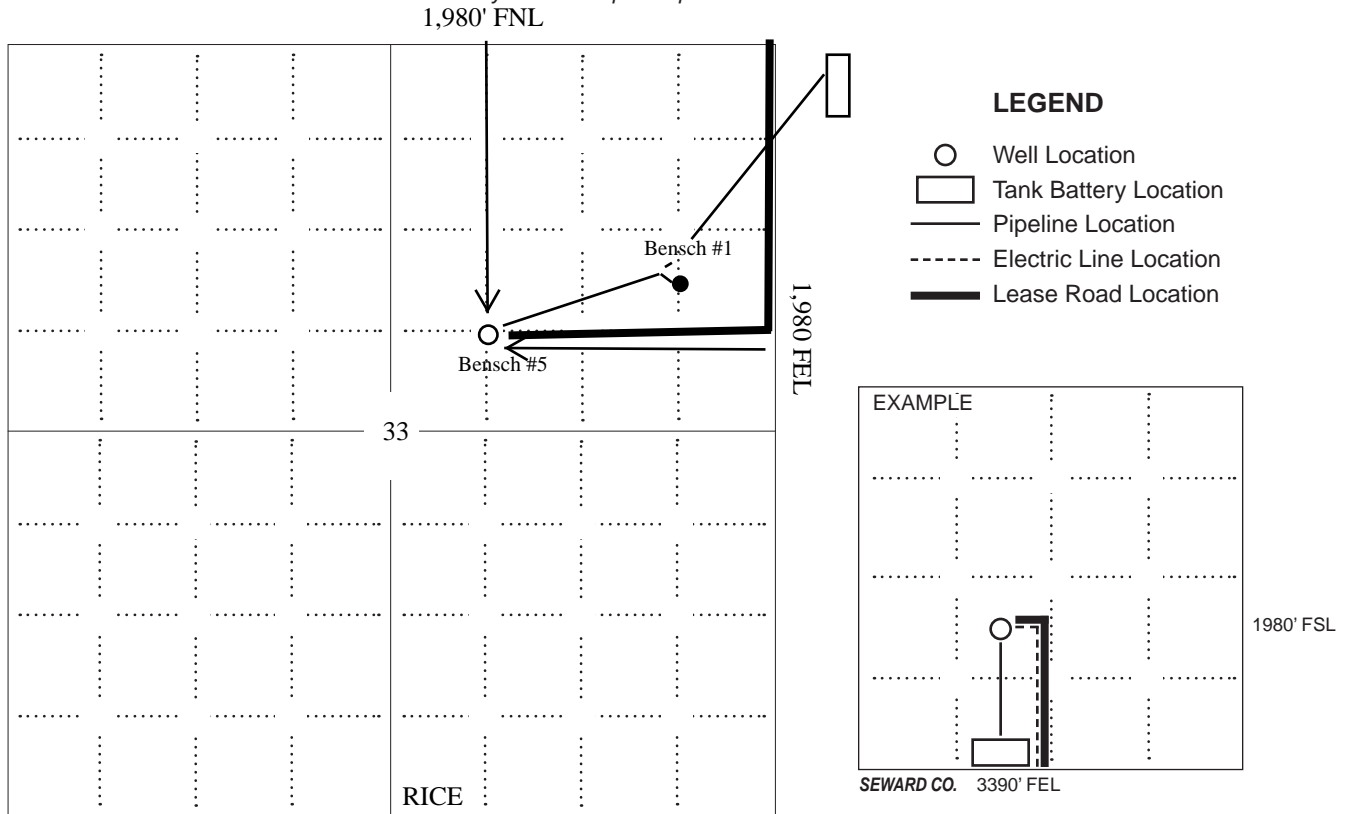 1,980' FNL
LEGEND
Well Location
Tank Battery Location
Pipeline Location
Electric Line Location
Lease Road Location
Bensch #1
1,980 FEL
Bensch #5
33
RICE
EXAMPLE
1980' FSL
SEWARD CO. 3390' FEL